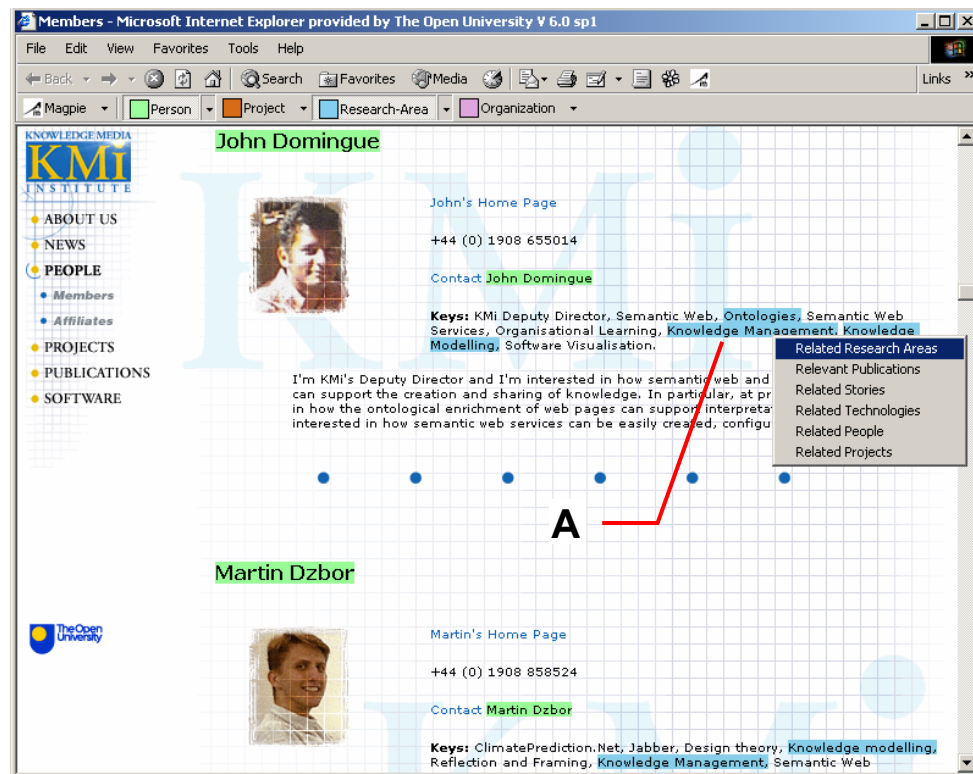 Members - Microsoft Internet Explorer provided by The Open University V 6.0 sp1
File Edit View Favorites Tools Help
Back Search Favorites Media Links »
Magpie Person Project Research-Area Organization
KNOWLEDGE MEDIA
KMi
INSTITUTE
ABOUT US
NEWS
PEOPLE
Members
Affiliates
PROJECTS
PUBLICATIONS
SOFTWARE
The Open
University
KMi
John Domingue
John's Home Page
+44 (0) 1908 655014
Contact John Domingue
Keys: KMi Deputy Director, Semantic Web, Ontologies, Semantic Web
Services, Organisational Learning, Knowledge Management, Knowledge
Modelling, Software Visualisation.
Related Research Areas
Relevant Publications
Related Stories
Related Technologies
Related People
Related Projects
I'm KMi's Deputy Director and I'm interested in how semantic web and
can support the creation and sharing of knowledge. In particular, at pr
in how the ontological enrichment of web pages can support interpreta
interested in how semantic web services can be easily created, configu
A
Martin Dzbor
Martin's Home Page
+44 (0) 1908 858524
Contact Martin Dzbor
KMi
Keys: ClimatePrediction.Net, Jabber, Design theory, Knowledge modelling,
Reflection and Framing, Knowledge Management, Semantic Web